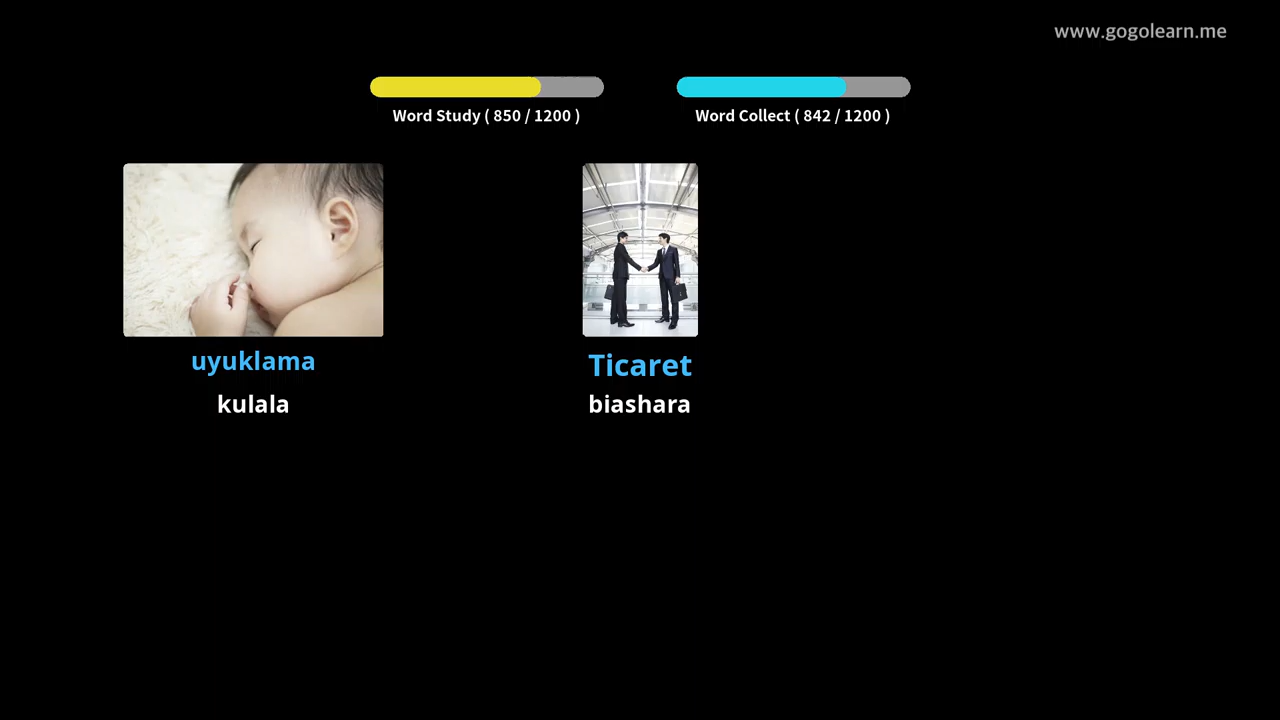 www.gogolearn.me
Word Study ( 850 / 1200 )
Word Collect ( 842 / 1200 )
uyuklama
kulala
Ticaret
biashara